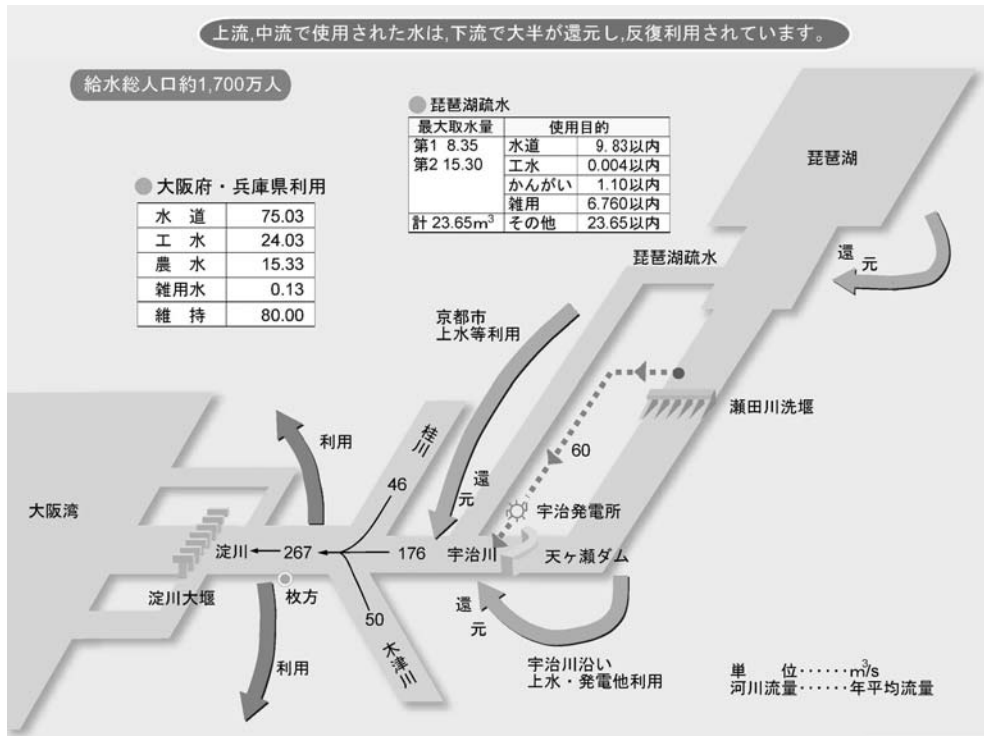 上流,中流で使用された水は,下流で大半が還元し,反復利用されています。
給水総人口約1,700万人
琵琶湖疏水
最大取水量 使用目的
第1 8.35 水道 9.83以内
第2 15.30 工水 0.004以内
かんがい 1.10以内
雑用 6.760以内
計 23.65m³ その他 23.65以内
大阪府・兵庫県利用
水道 75.03
工水 24.03
農水 15.33
雑用水 0.13
維持 80.00
琵琶湖
還元
琵琶湖疏水
京都市
上水等利用
瀬田川洗堰
60
利用
桂川
46
還元
宇治発電所
大阪湾
淀川
267
176
宇治川
天ヶ瀬ダム
淀川大堰
枚方
50
木津川
還元
利用
宇治川沿い
上水・発電他利用
単位‥‥‥m³/s
河川流量‥‥‥年平均流量